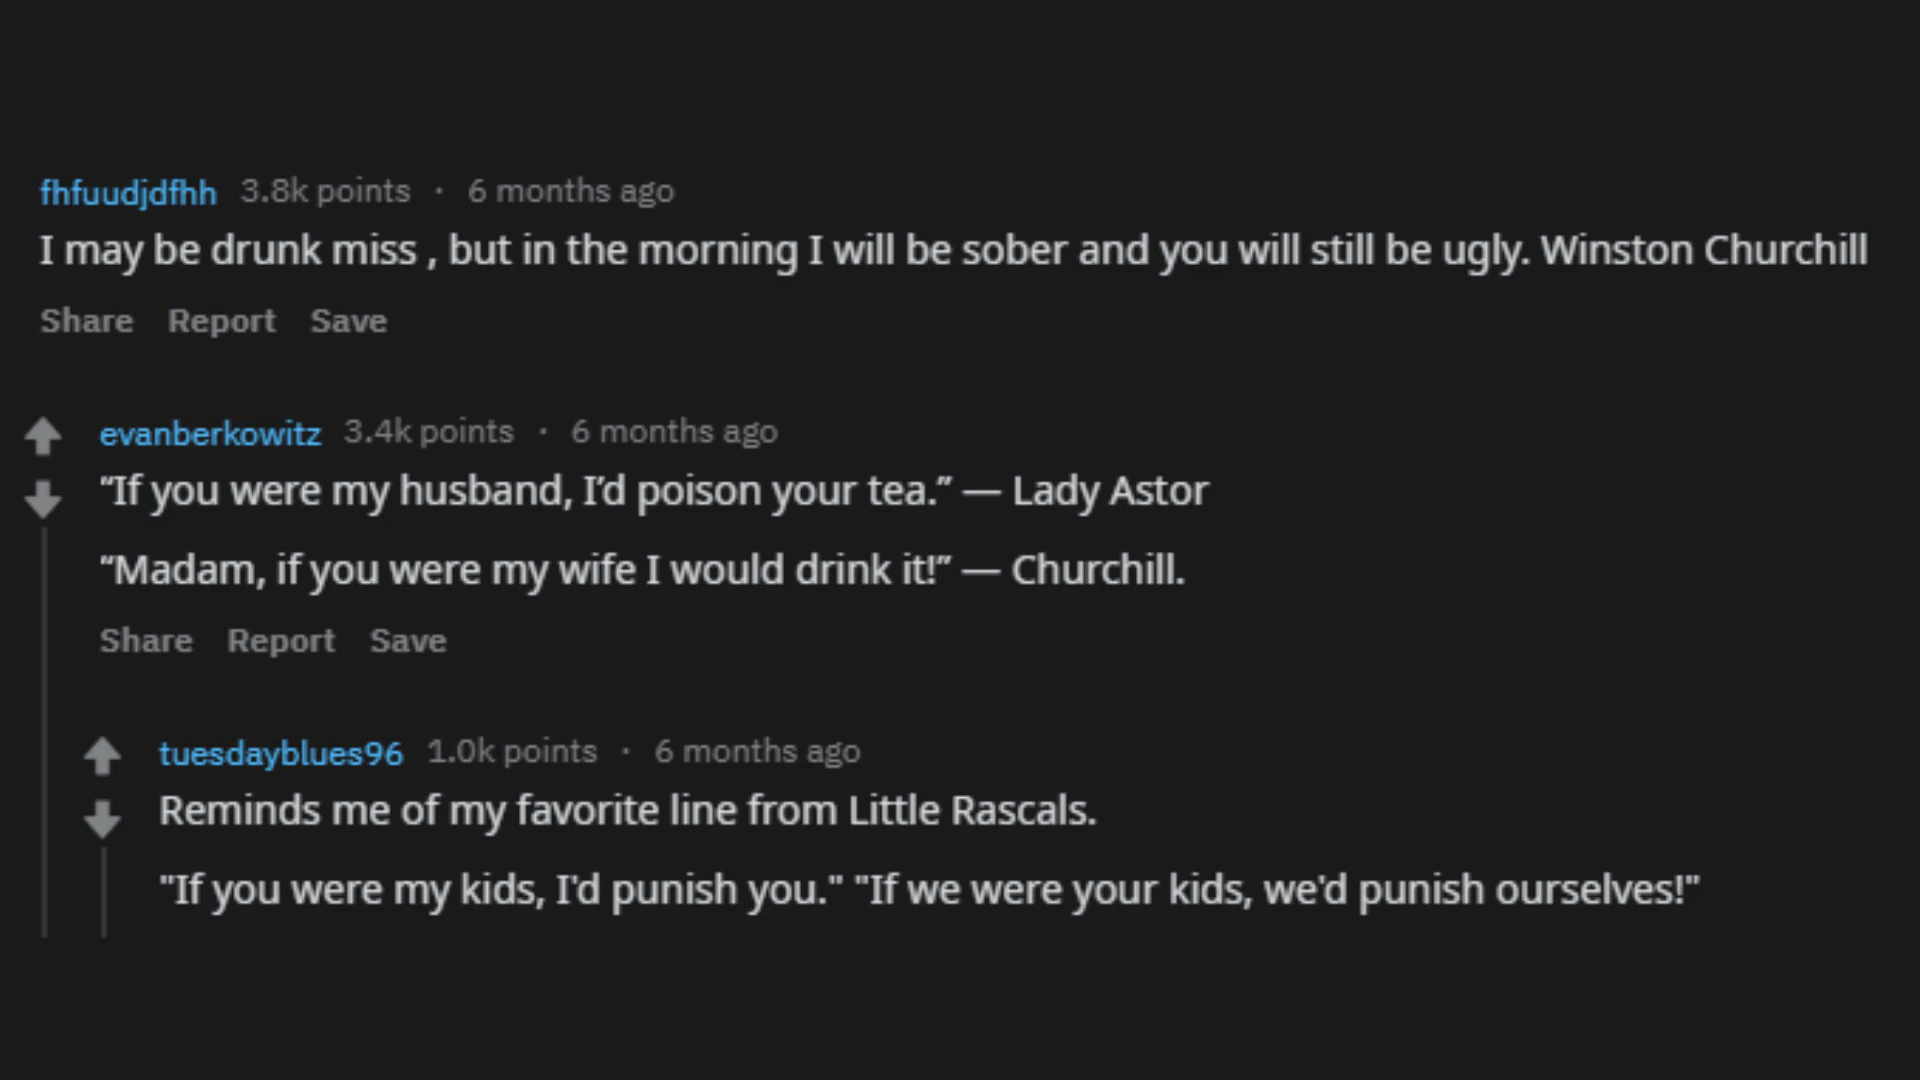 fhfuudjdfhh 3.8k points · 6 months ago
I may be drunk miss , but in the morning I will be sober and you will still be ugly. Winston Churchill
Share Report Save
evanberkowitz 3.4k points · 6 months ago
“If you were my husband, I’d poison your tea.” — Lady Astor
“Madam, if you were my wife I would drink it!” — Churchill.
Share Report Save
tuesdayblues96 1.0k points · 6 months ago
Reminds me of my favorite line from Little Rascals.
"If you were my kids, I'd punish you." "If we were your kids, we'd punish ourselves!"